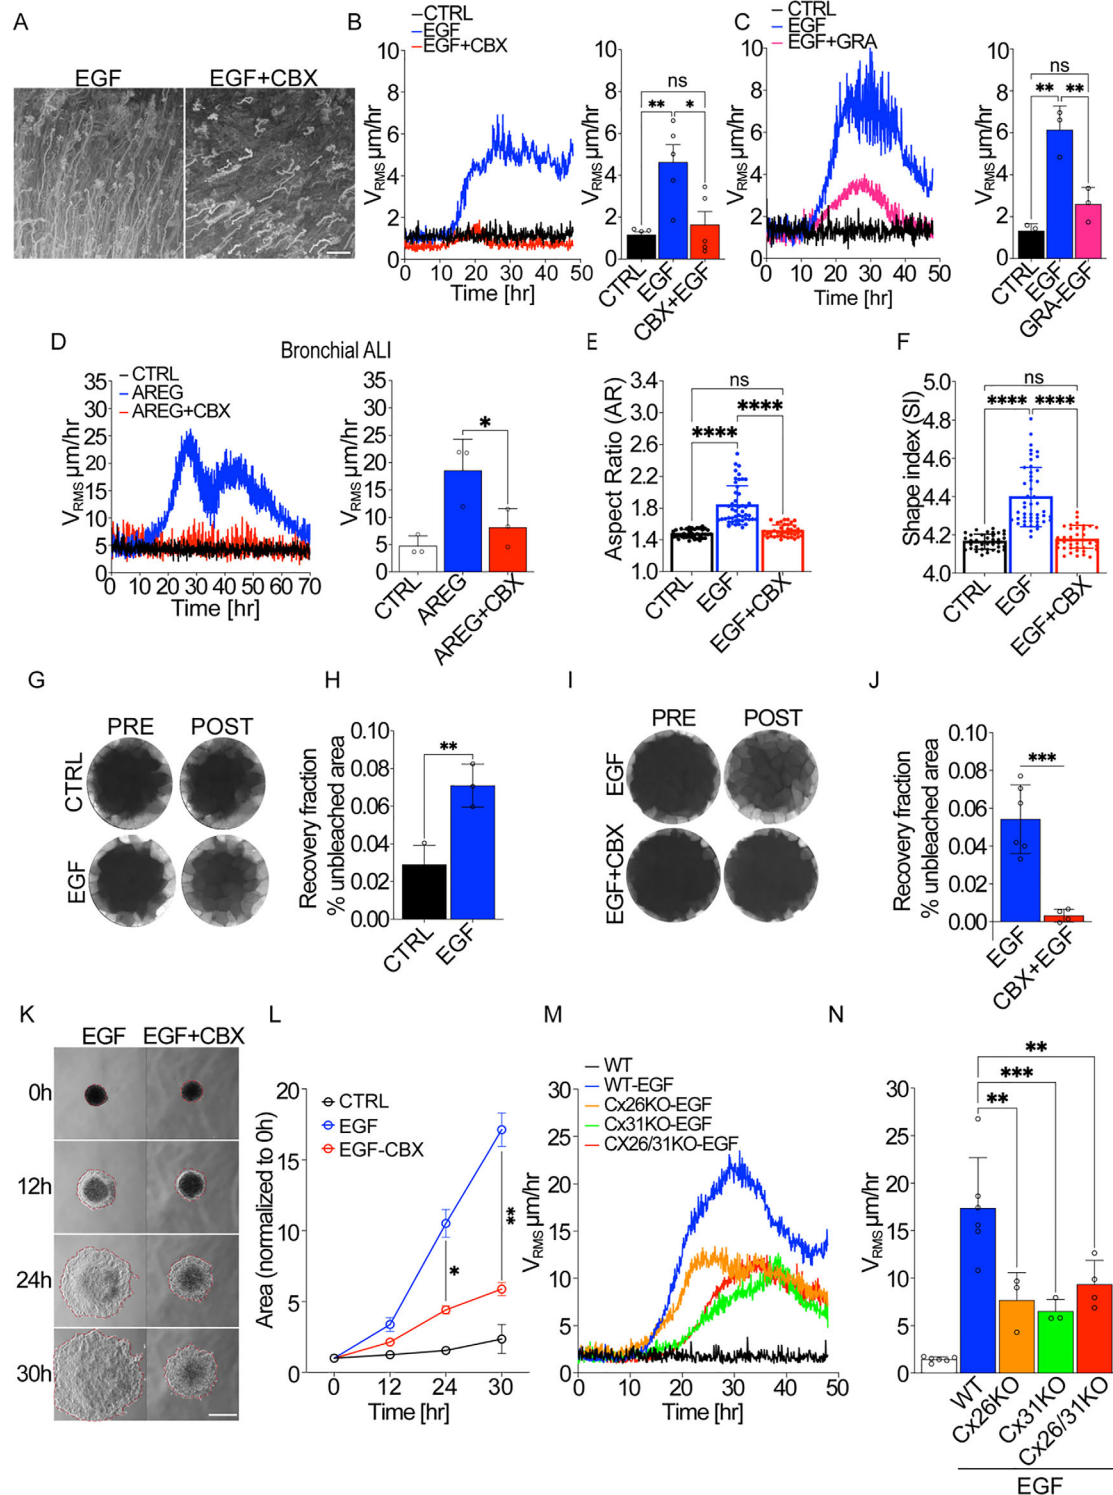 A
EGF
EGF+CBX
B
CTRL
EGF
EGF+CBX
V_RMS µm/hr
10
8
6
4
2
0
0 10 20 30 40 50
Time [hr]
V_RMS µm/hr
10
8
6
4
2
0
ns
** *
CTRL
EGF
CBX+EGF
C
CTRL
EGF
EGF+GRA
V_RMS µm/hr
10
8
6
4
2
0
0 10 20 30 40 50
Time [hr]
V_RMS µm/hr
10
8
6
4
2
0
ns
** **
CTRL
EGF
GRA-EGF
D
Bronchial ALI
CTRL
AREG
AREG+CBX
V_RMS µm/hr
35
30
25
20
15
10
5
0
0 10 20 30 40 50 60 70
Time [hr]
V_RMS µm/hr
35
30
25
20
15
10
5
0
*
CTRL
AREG
AREG+CBX
E
Aspect Ratio (AR)
3.4
3.0
2.6
2.2
1.8
1.4
1.0
ns
****
****
CTRL
EGF
EGF+CBX
F
Shape index (SI)
5.0
4.8
4.6
4.4
4.2
4.0
ns
**** ****
CTRL
EGF
EGF+CBX
G
PRE POST
CTRL
EGF
H
Recovery fraction
% unbleached area
0.10
0.08
0.06
0.04
0.02
0.00
**
CTRL
EGF
I
PRE POST
EGF
EGF+CBX
J
Recovery fraction
% unbleached area
0.10
0.08
0.06
0.04
0.02
0.00
***
EGF
CBX+EGF
K
EGF EGF+CBX
0h
12h
24h
30h
L
CTRL
EGF
EGF-CBX
Area (normalized to 0h)
20
15
10
5
0
*
**
0 12 24 30
Time [hr]
M
WT
WT-EGF
Cx26KO-EGF
Cx31KO-EGF
CX26/31KO-EGF
V_RMS µm/hr
30
25
20
15
10
5
0
0 10 20 30 40 50
Time [hr]
N
V_RMS µm/hr
30
25
20
15
10
5
0
**
***
**
WT
Cx26KO
Cx31KO
Cx26/31KO
EGF